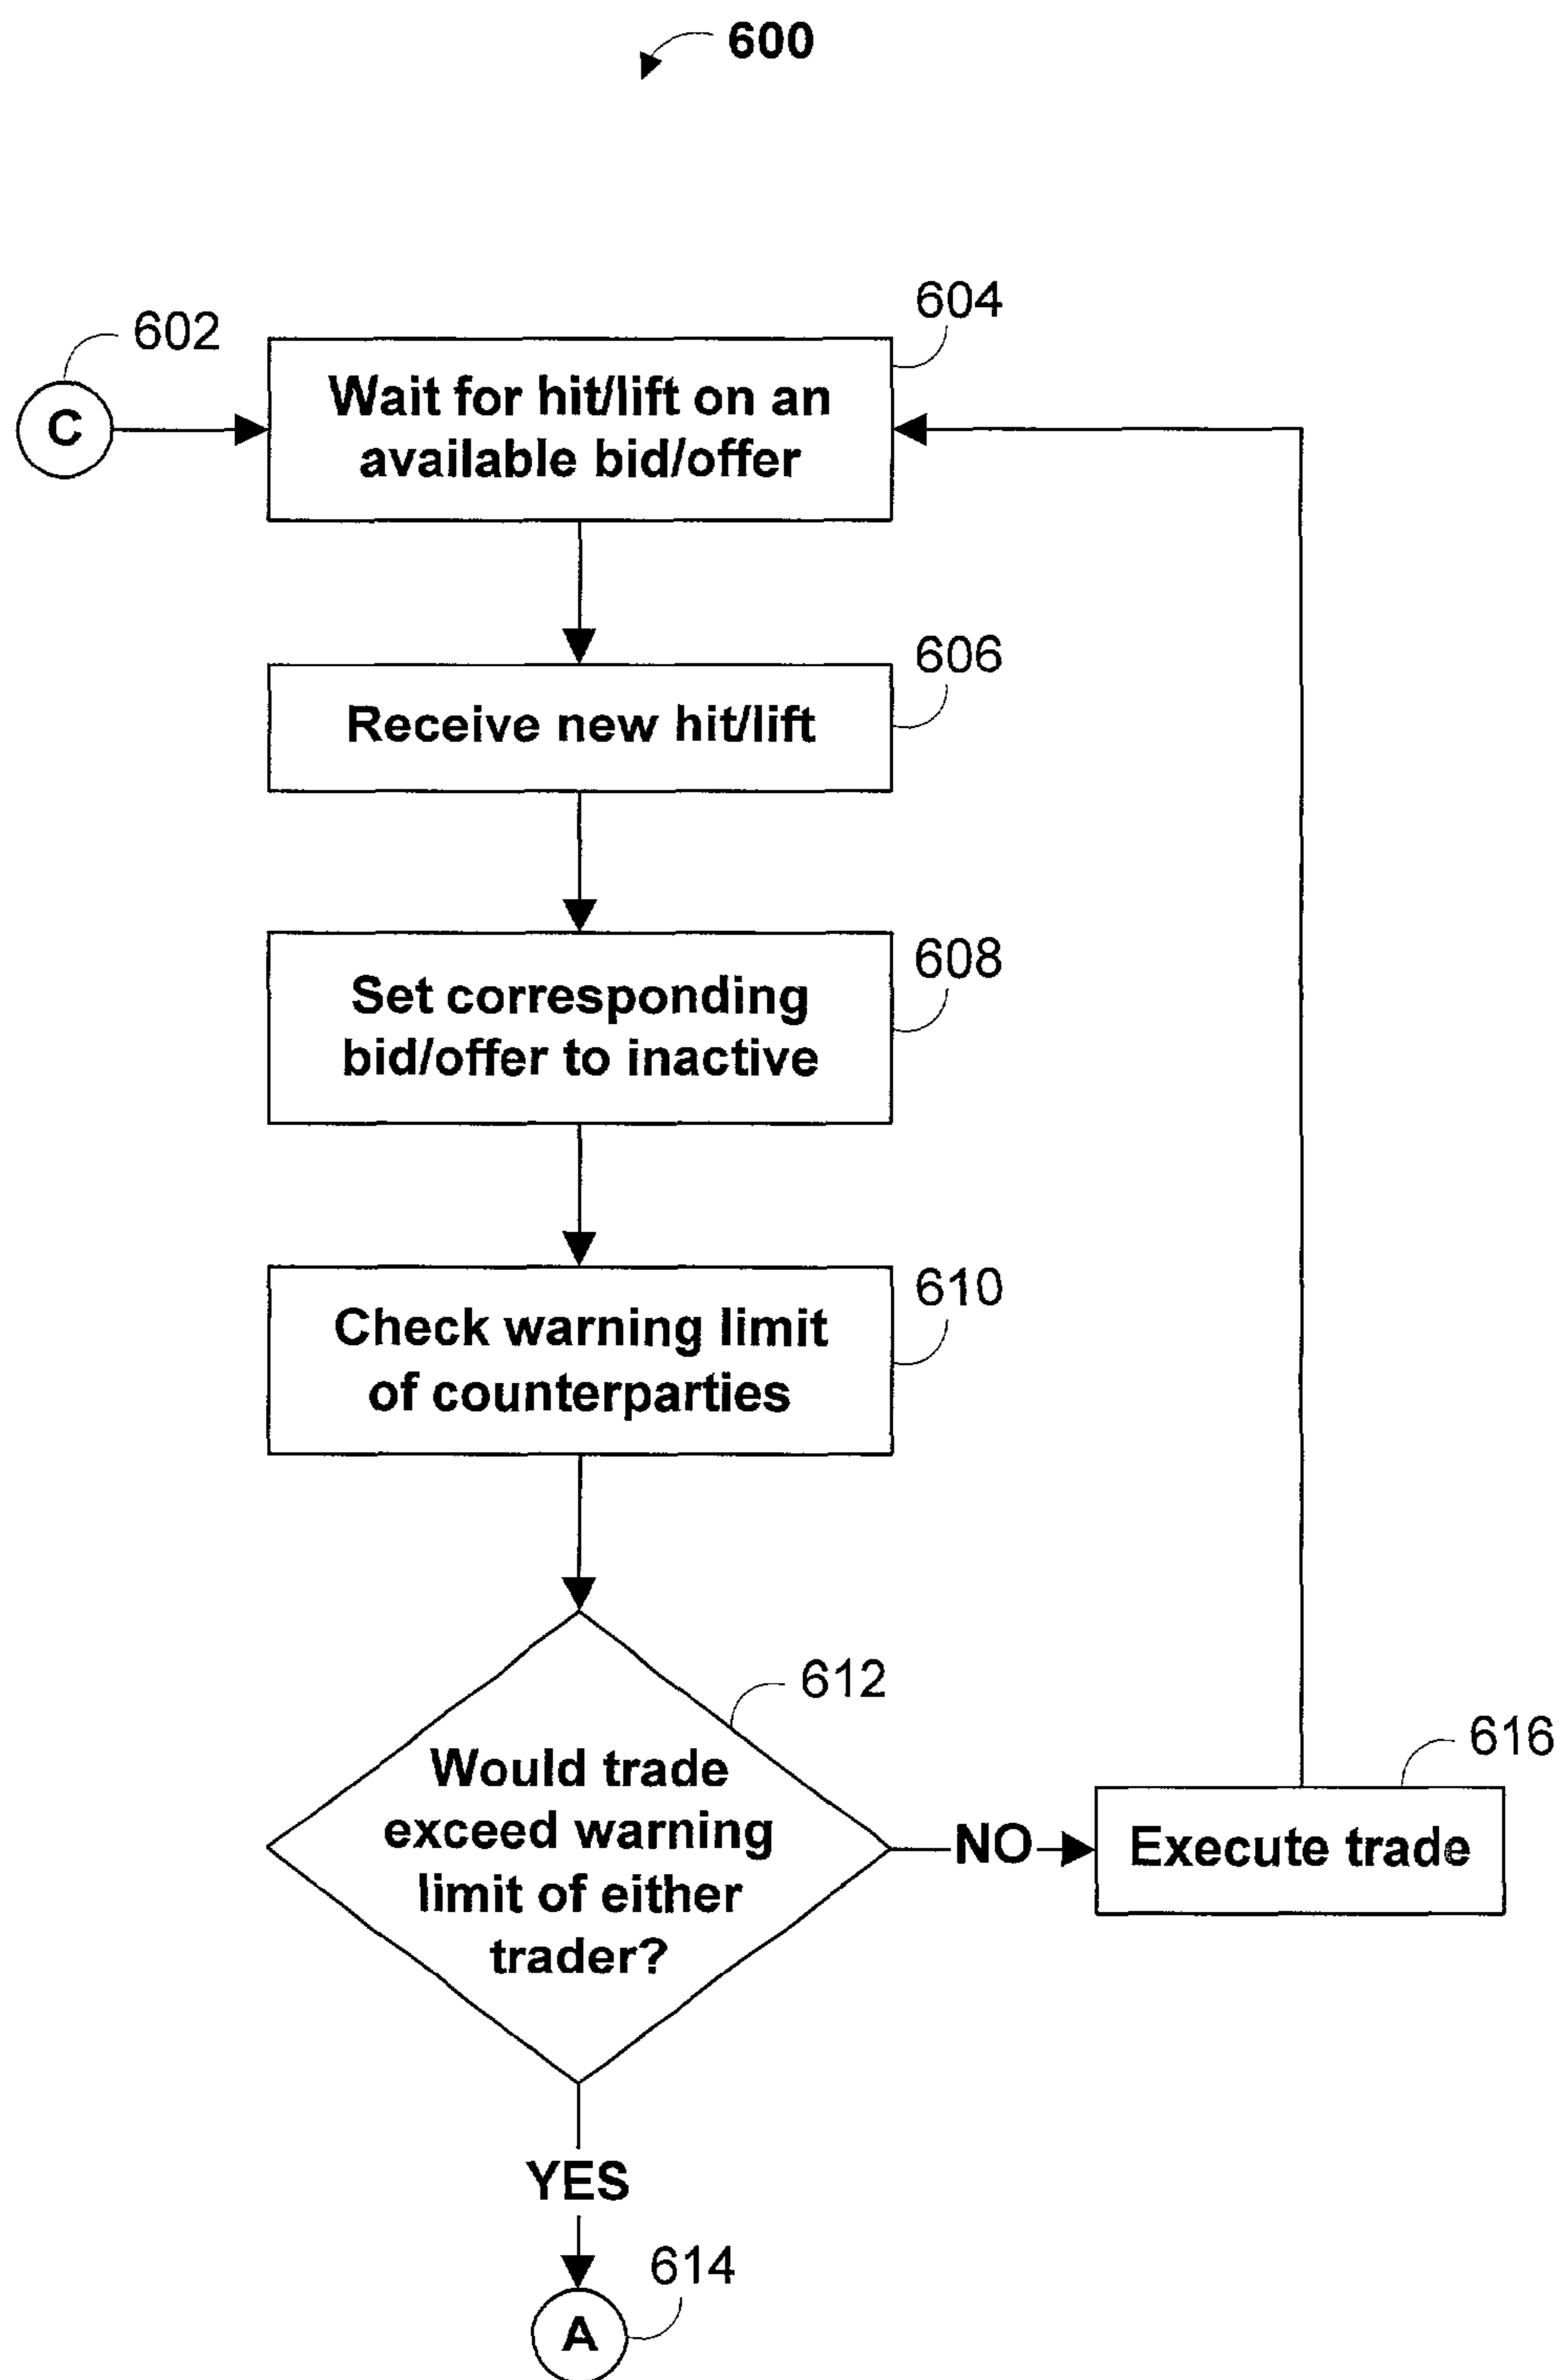 600
602
C
604
Wait for hit/lift on an
available bid/offer
606
Receive new hit/lift
608
Set corresponding
bid/offer to inactive
610
Check warning limit
of counterparties
612
Would trade
exceed warning
limit of either
trader?
NO
616
Execute trade
YES
614
A